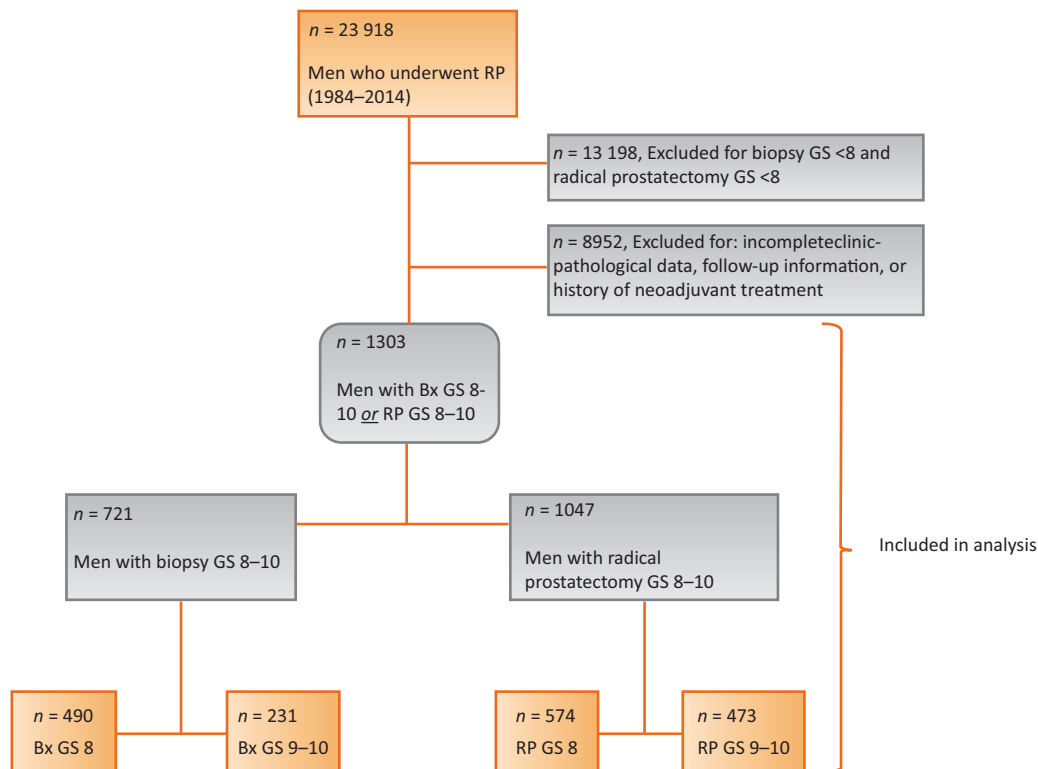 n = 23 918
Men who underwent RP
(1984–2014)
n = 13 198, Excluded for biopsy GS <8 and
radical prostatectomy GS <8
n = 8952, Excluded for: incompleteclinic-
pathological data, follow-up information, or
history of neoadjuvant treatment
n = 1303
Men with Bx GS 8-
10 or RP GS 8–10
n = 721
Men with biopsy GS 8–10
n = 1047
Men with radical
prostatectomy GS 8–10
Included in analysis
n = 490
Bx GS 8
n = 231
Bx GS 9–10
n = 574
RP GS 8
n = 473
RP GS 9–10